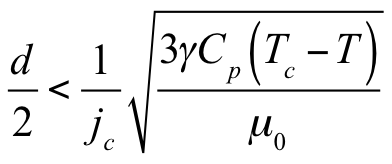 d/2 < 1/j_c √(3γC_p(T_c − T)/μ_0)